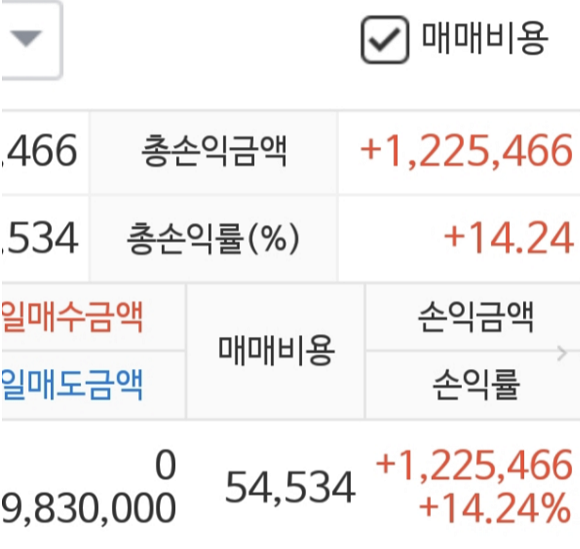 매매비용
.466 총손익금액 +1,225,466
.534 총손익률(%) +14.24
일매수금액 매매비용 손익금액
일매도금액 손익률
0 54,534 +1,225,466
9,830,000 +14.24%